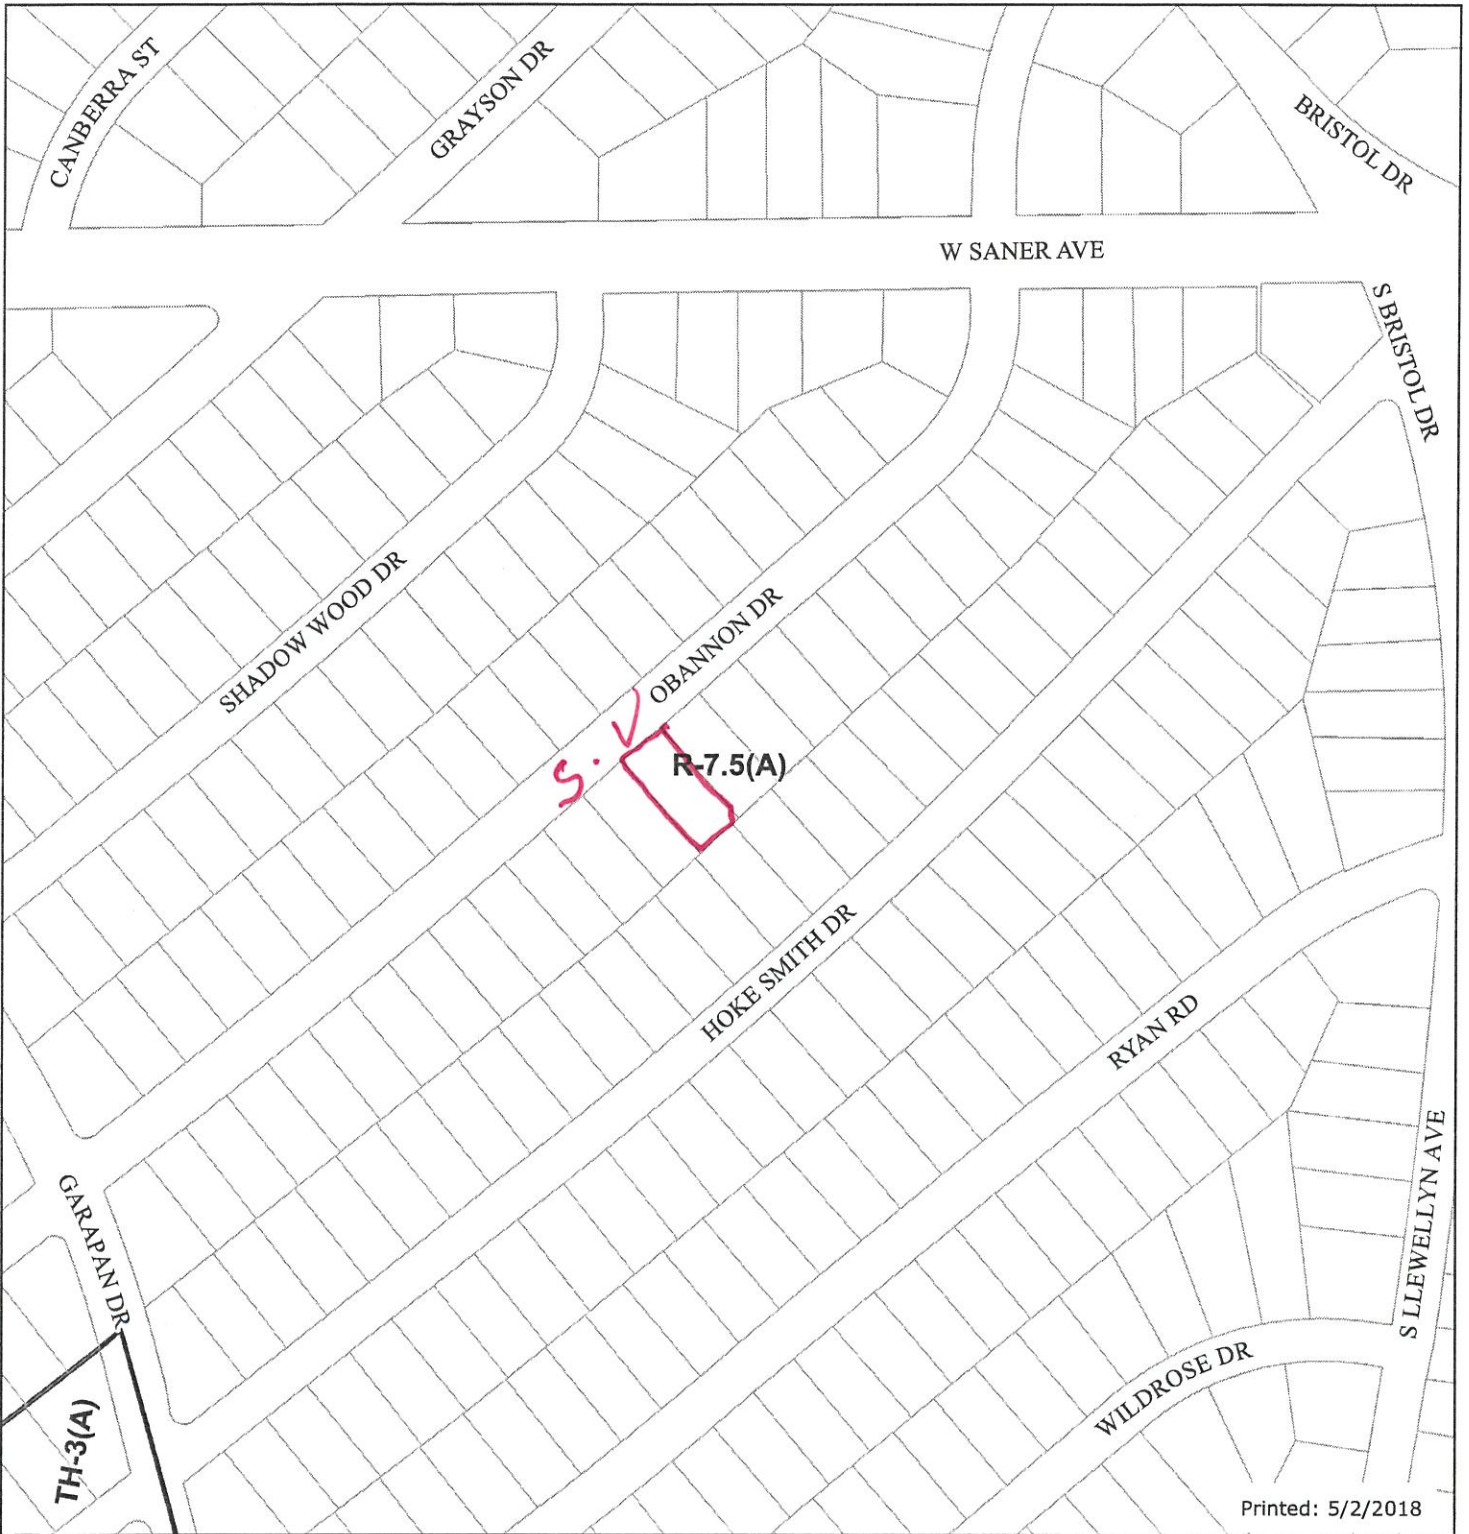 CANBERRA ST
GRAYSON DR
BRISTOL DR
W SANER AVE
S BRISTOL DR
SHADOW WOOD DR
OBANNON DR
S.
R-7.5(A)
HOKE SMITH DR
RYAN RD
GARAPAN DR
S LLEWELLYN AVE
WILDROSE DR
TH-3(A)
Printed: 5/2/2018